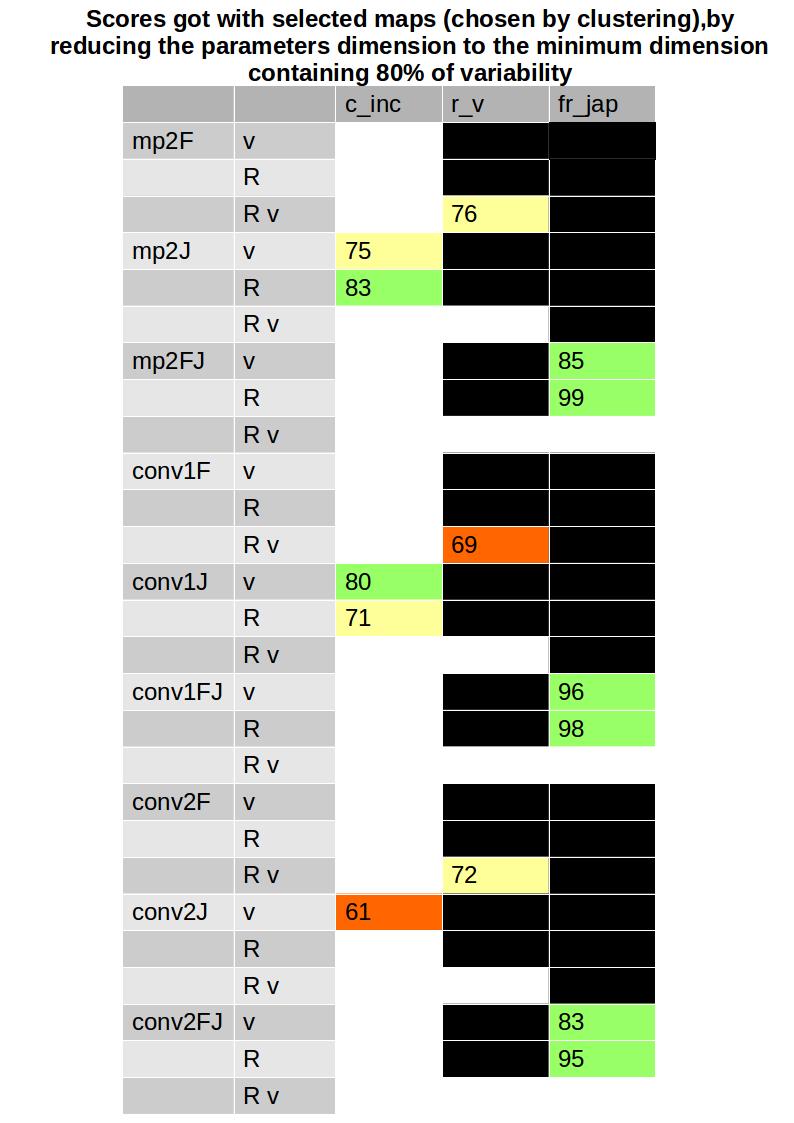 Scores got with selected maps (chosen by clustering),by
reducing the parameters dimension to the minimum dimension
containing 80% of variability
c_inc r_v fr_jap
mp2F v
R
R v 76
mp2J v 75
R 83
R v
mp2FJ v 85
R 99
R v
conv1F v
R
R v 69
conv1J v 80
R 71
R v
conv1FJ v 96
R 98
R v
conv2F v
R
R v 72
conv2J v 61
R
R v
conv2FJ v 83
R 95
R v